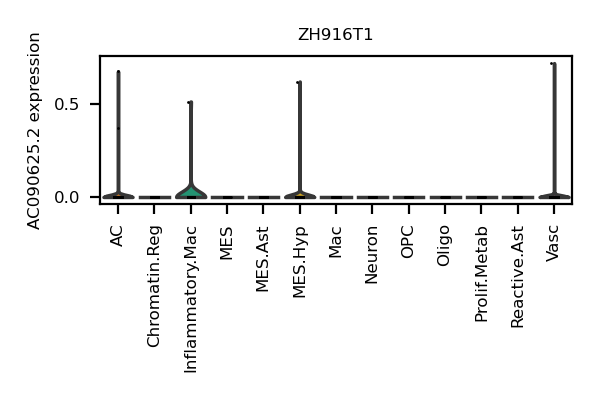 ZH916T1
AC090625.2 expression
0.5
0.0
AC
Chromatin.Reg
Inflammatory.Mac
MES
MES.Ast
MES.Hyp
Mac
Neuron
OPC
Oligo
Prolif.Metab
Reactive.Ast
Vasc